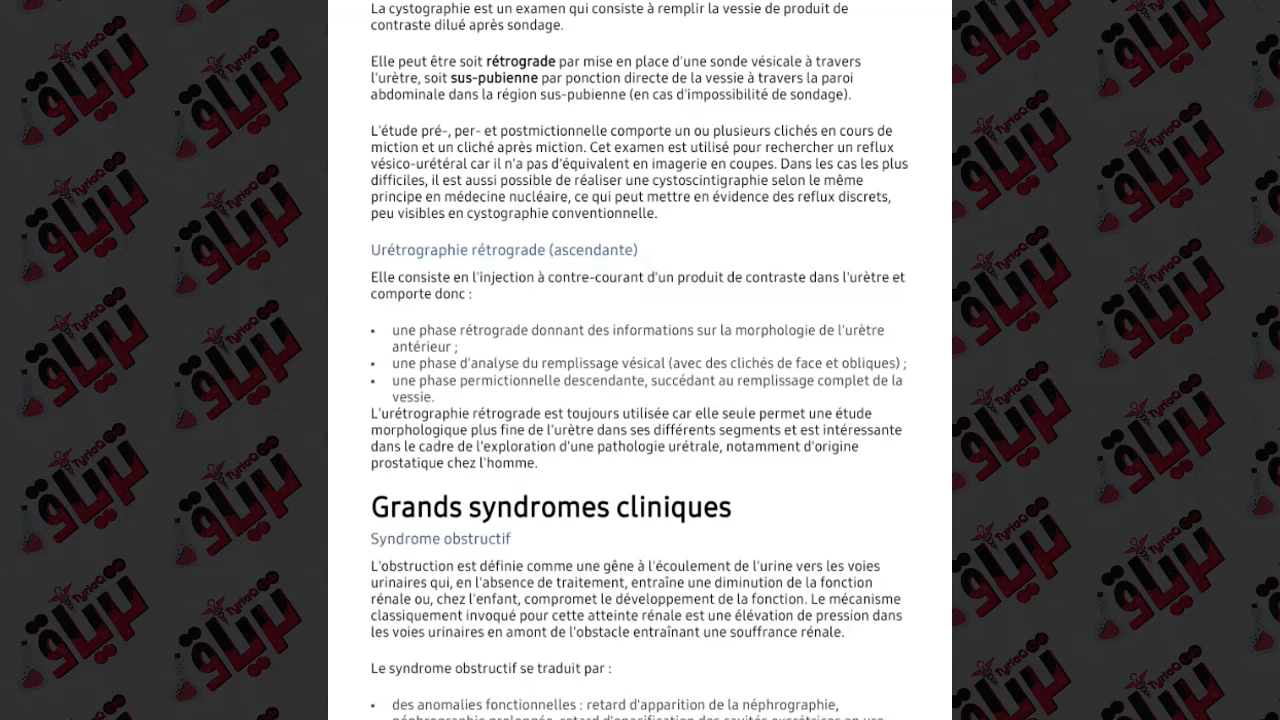 La cystographie est un examen qui consiste à remplir la vessie de produit de
contraste dilué après sondage.
Elle peut être soit rétrograde par mise en place d'une sonde vésicale à travers
l'urètre, soit sus-pubienne par ponction directe de la vessie à travers la paroi
abdominale dans la région sus-pubienne (en cas d'impossibilité de sondage).
L'étude pré-, per- et postmictionnelle comporte un ou plusieurs clichés en cours de
miction et un cliché après miction. Cet examen est utilisé pour rechercher un reflux
vésico-urétéral car il n'a pas d'équivalent en imagerie en coupes. Dans les cas les plus
difficiles, il est aussi possible de réaliser une cystoscintigraphie selon le même
principe en médecine nucléaire, ce qui peut mettre en évidence des reflux discrets,
peu visibles en cystographie conventionnelle.
Urétrographie rétrograde (ascendante)
Elle consiste en l'injection à contre-courant d'un produit de contraste dans l'urètre et
comporte donc :
▪ une phase rétrograde donnant des informations sur la morphologie de l'urètre
antérieur ;
▪ une phase d'analyse du remplissage vésical (avec des clichés de face et obliques) ;
▪ une phase permictionnelle descendante, succédant au remplissage complet de la
vessie.
L'urétrographie rétrograde est toujours utilisée car elle seule permet une étude
morphologique plus fine de l'urètre dans ses différents segments et est intéressante
dans le cadre de l'exploration d'une pathologie urétrale, notamment d'origine
prostatique chez l'homme.
Grands syndromes cliniques
Syndrome obstructif
L'obstruction est définie comme une gêne à l'écoulement de l'urine vers les voies
urinaires qui, en l'absence de traitement, entraîne une diminution de la fonction
rénale ou, chez l'enfant, compromet le développement de la fonction. Le mécanisme
classiquement invoqué pour cette atteinte rénale est une élévation de pression dans
les voies urinaires en amont de l'obstacle entraînant une souffrance rénale.
Le syndrome obstructif se traduit par :
▪ des anomalies fonctionnelles : retard d'apparition de la néphrographie,
néphrographie prolongée, retard d'opacification des cavités excrétrices en uro-
ترياق
TyriaQ